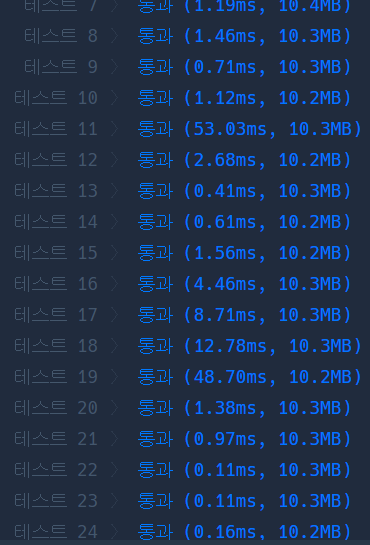 테스트 7 〉 통과 (1.19ms, 10.4MB)
테스트 8 〉 통과 (1.46ms, 10.3MB)
테스트 9 〉 통과 (0.71ms, 10.3MB)
테스트 10 〉 통과 (1.12ms, 10.2MB)
테스트 11 〉 통과 (53.03ms, 10.3MB)
테스트 12 〉 통과 (2.68ms, 10.2MB)
테스트 13 〉 통과 (0.41ms, 10.3MB)
테스트 14 〉 통과 (0.61ms, 10.2MB)
테스트 15 〉 통과 (1.56ms, 10.2MB)
테스트 16 〉 통과 (4.46ms, 10.3MB)
테스트 17 〉 통과 (8.71ms, 10.3MB)
테스트 18 〉 통과 (12.78ms, 10.3MB)
테스트 19 〉 통과 (48.70ms, 10.2MB)
테스트 20 〉 통과 (1.38ms, 10.3MB)
테스트 21 〉 통과 (0.97ms, 10.3MB)
테스트 22 〉 통과 (0.11ms, 10.3MB)
테스트 23 〉 통과 (0.11ms, 10.3MB)
테스트 24 〉 통과 (0.16ms, 10.2MB)